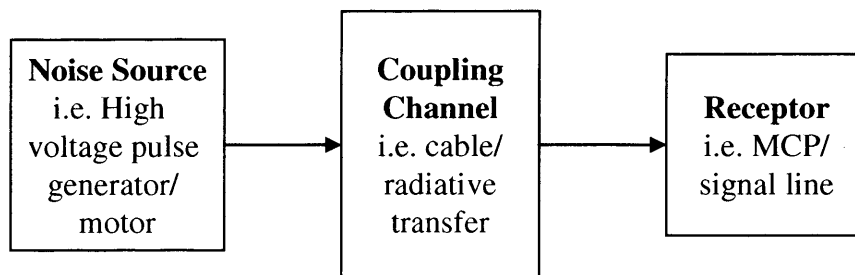 Noise Source
i.e. High
voltage pulse
generator/
motor
Coupling
Channel
i.e. cable/
radiative
transfer
Receptor
i.e. MCP/
signal line